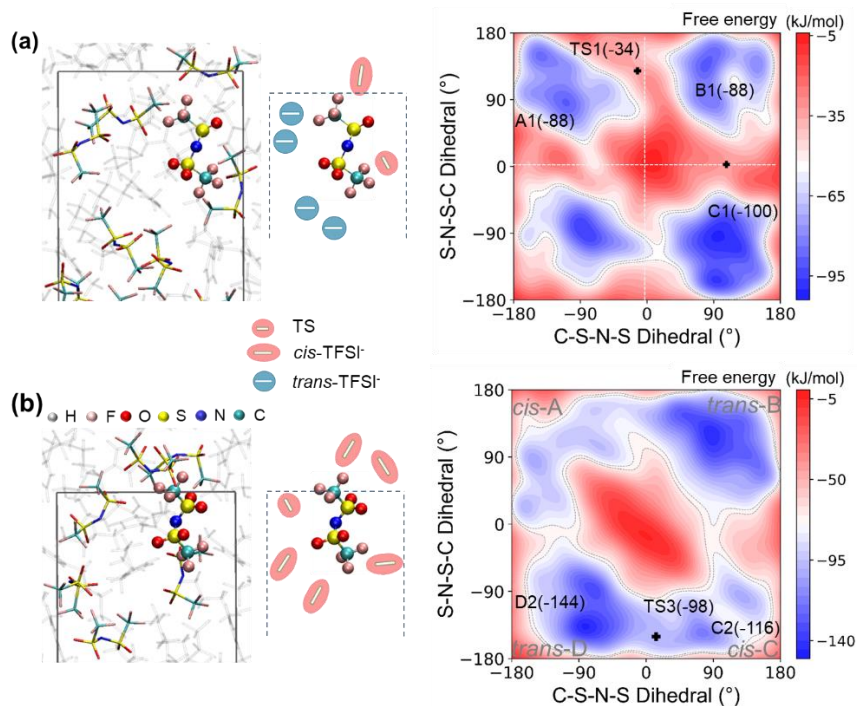 (a)
TS
cis-TFSI⁻
trans-TFSI⁻
Free energy (kJ/mol)
S-N-S-C Dihedral (°)
180
90
0
−90
−180
TS1(-34)
B1(-88)
A1(-88)
C1(-100)
−180 −90 0 90 180
C-S-N-S Dihedral (°)
−5
−35
−65
−95
(b)
H F O S N C
Free energy (kJ/mol)
S-N-S-C Dihedral (°)
180
90
0
−90
−180
cis-A
trans-B
D2(-144)
TS3(-98)
C2(-116)
trans-D
cis-C
−180 −90 0 90 180
C-S-N-S Dihedral (°)
−5
−50
−95
−140